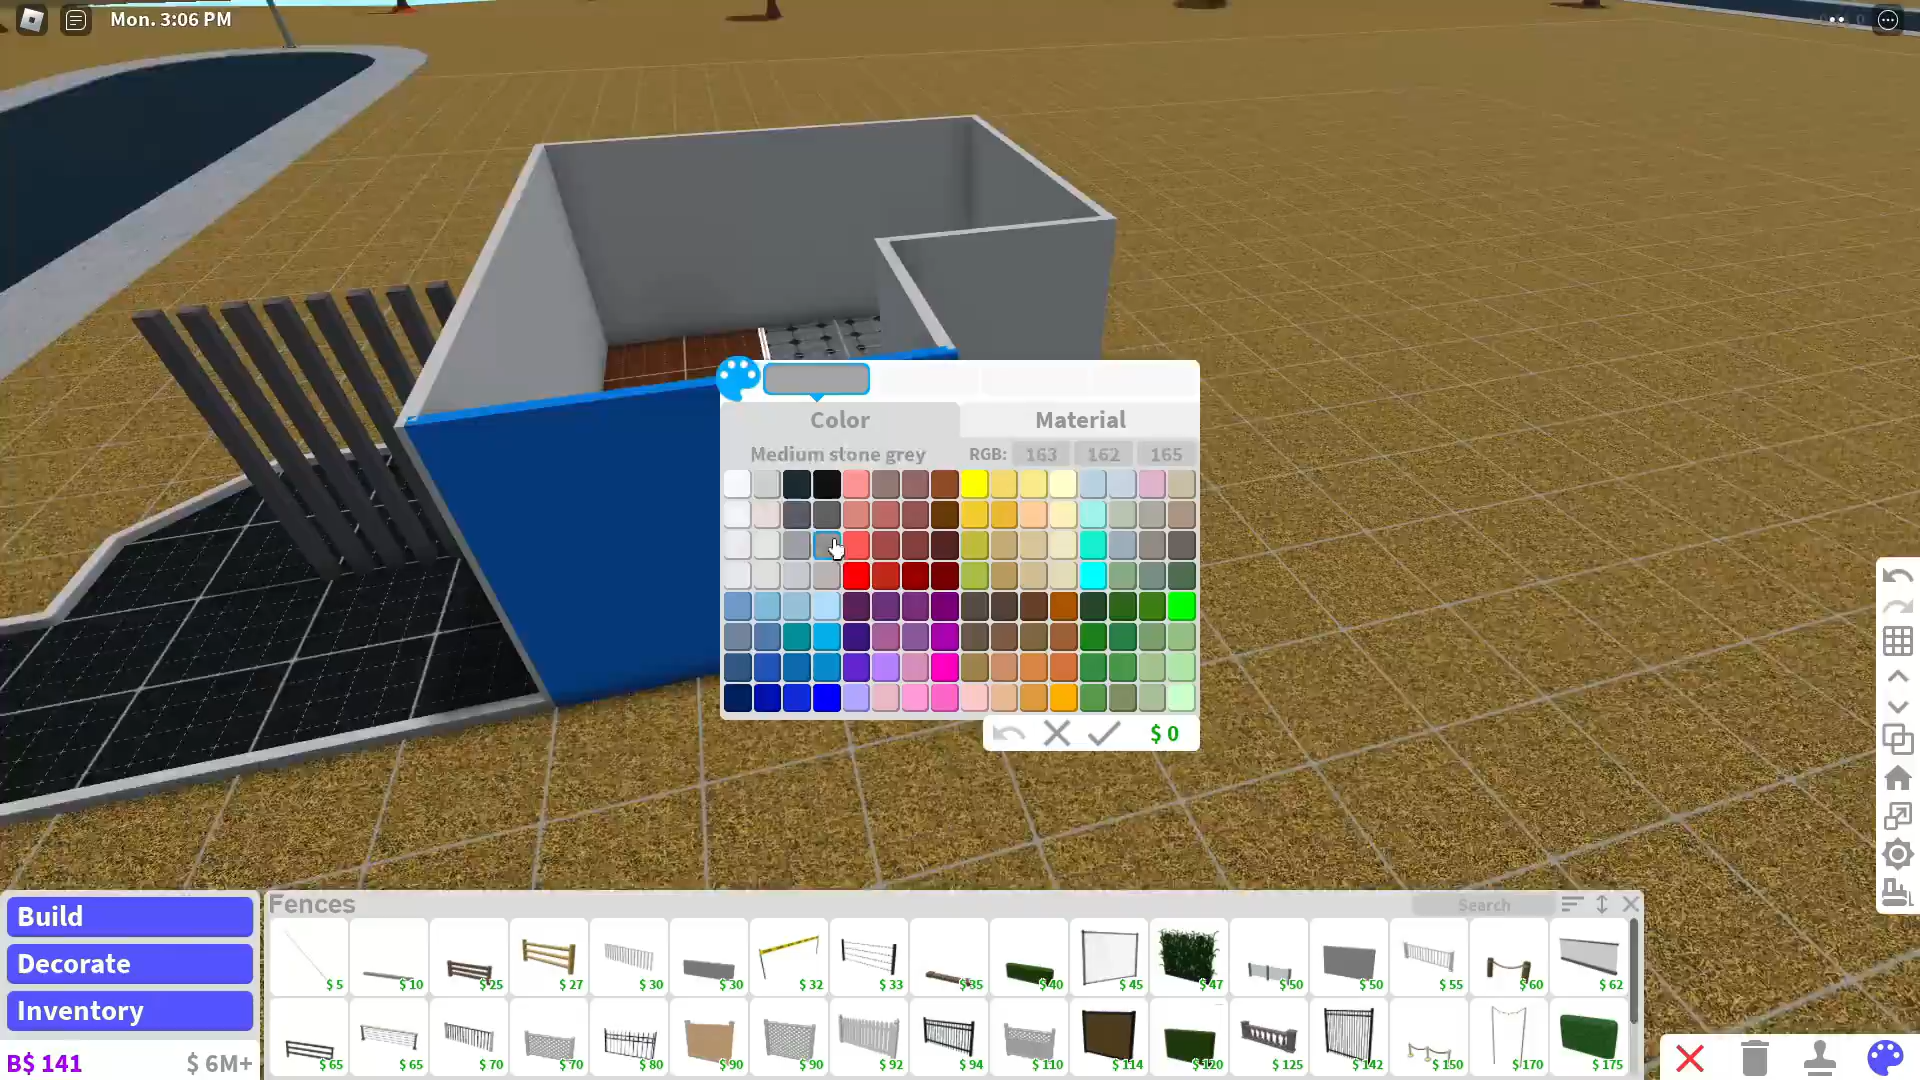 Mon. 3:06 PM
Color
Material
Medium stone grey
RGB: 163 162 165
$ 0
Build
Decorate
Inventory
B$ 141
$ 6M+
Fences
Search
$ 5
$ 10
$ 25
$ 27
$ 30
$ 30
$ 32
$ 33
$ 35
$ 40
$ 45
$ 47
$ 50
$ 50
$ 55
$ 60
$ 62
$ 65
$ 65
$ 70
$ 70
$ 80
$ 90
$ 90
$ 92
$ 94
$ 110
$ 114
$ 120
$ 125
$ 142
$ 150
$ 170
$ 175